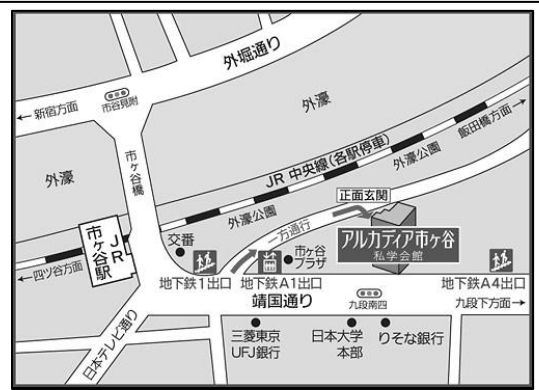 外堀通り
←新宿方面
市谷見附
外濠
飯田橋方面→
市ヶ谷橋
JR 中央線(各駅停車)
外濠公園
外濠
正面玄関
外濠公園
一方通行
交番
アルカディア市ヶ谷
私学会館
市ヶ谷
プラザ
JR
市ヶ谷駅
←四ツ谷方面
地下鉄1出口
地下鉄A1出口
地下鉄A4出口
靖国通り
九段南四
九段下方面→
日本テレビ通り
三菱東京
UFJ銀行
日本大学
本部
りそな銀行